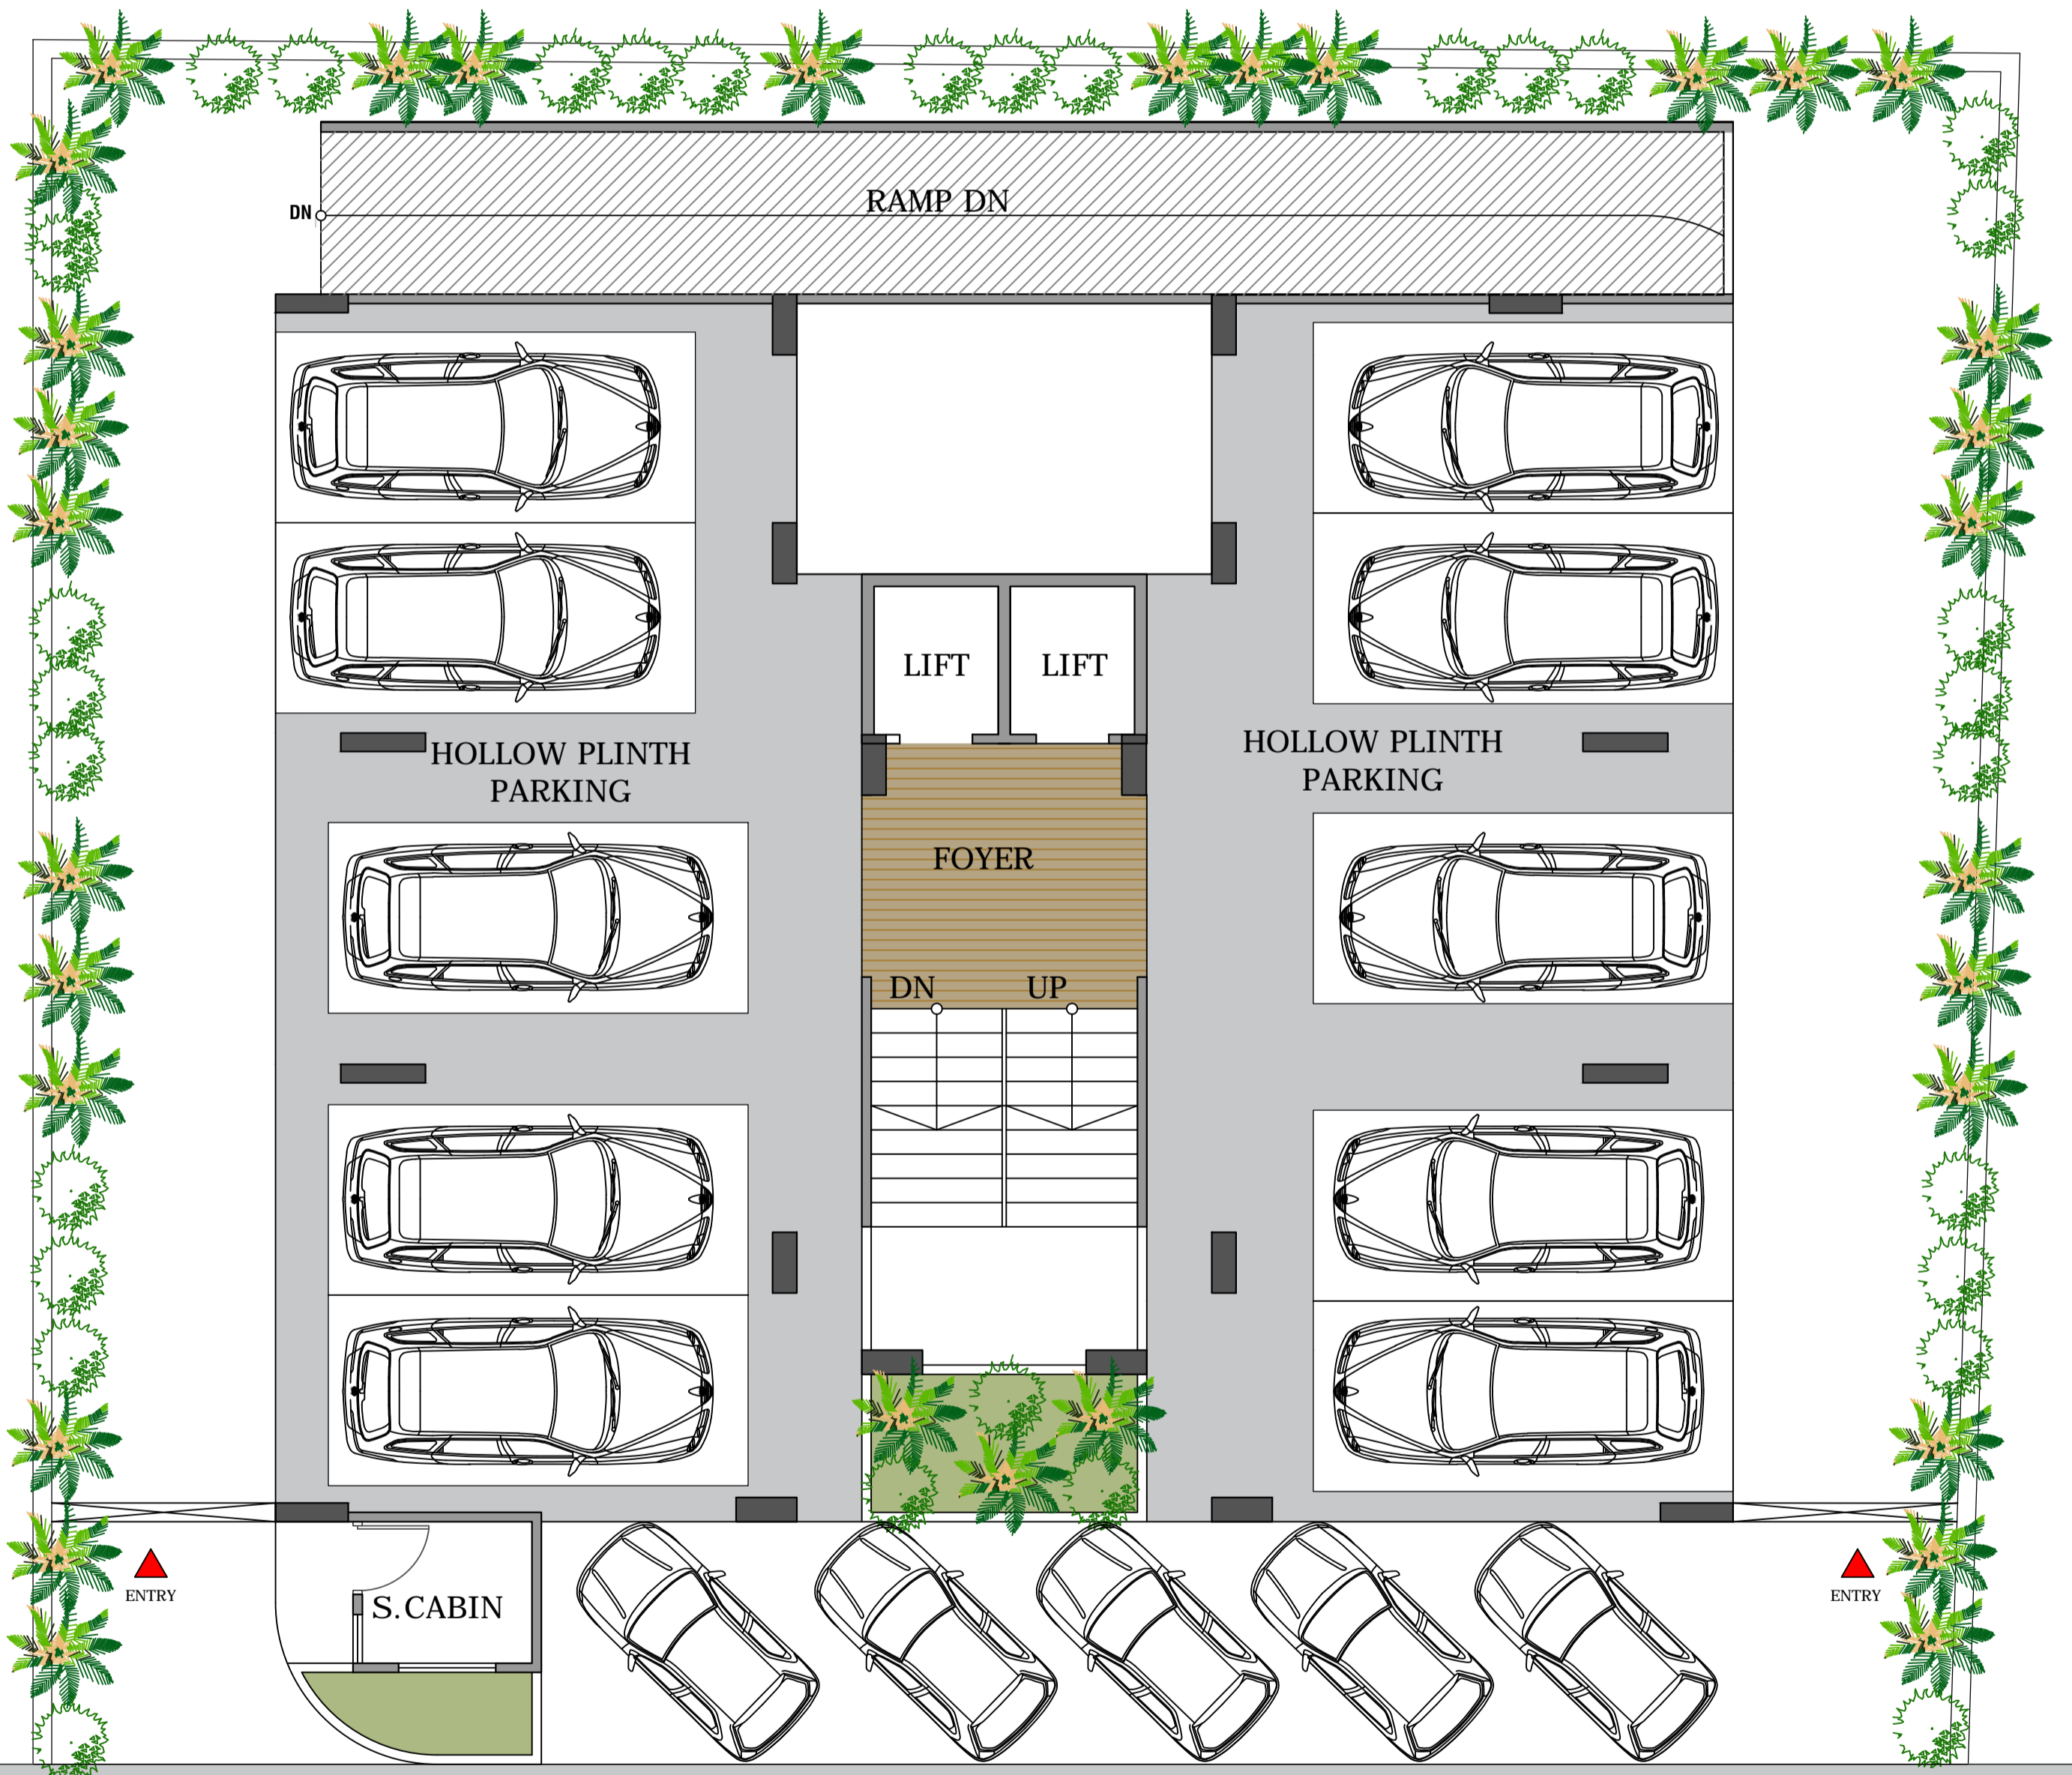 RAMP DN
DN
LIFT
LIFT
HOLLOW PLINTH
PARKING
HOLLOW PLINTH
PARKING
FOYER
DN
UP
ENTRY
S.CABIN
ENTRY